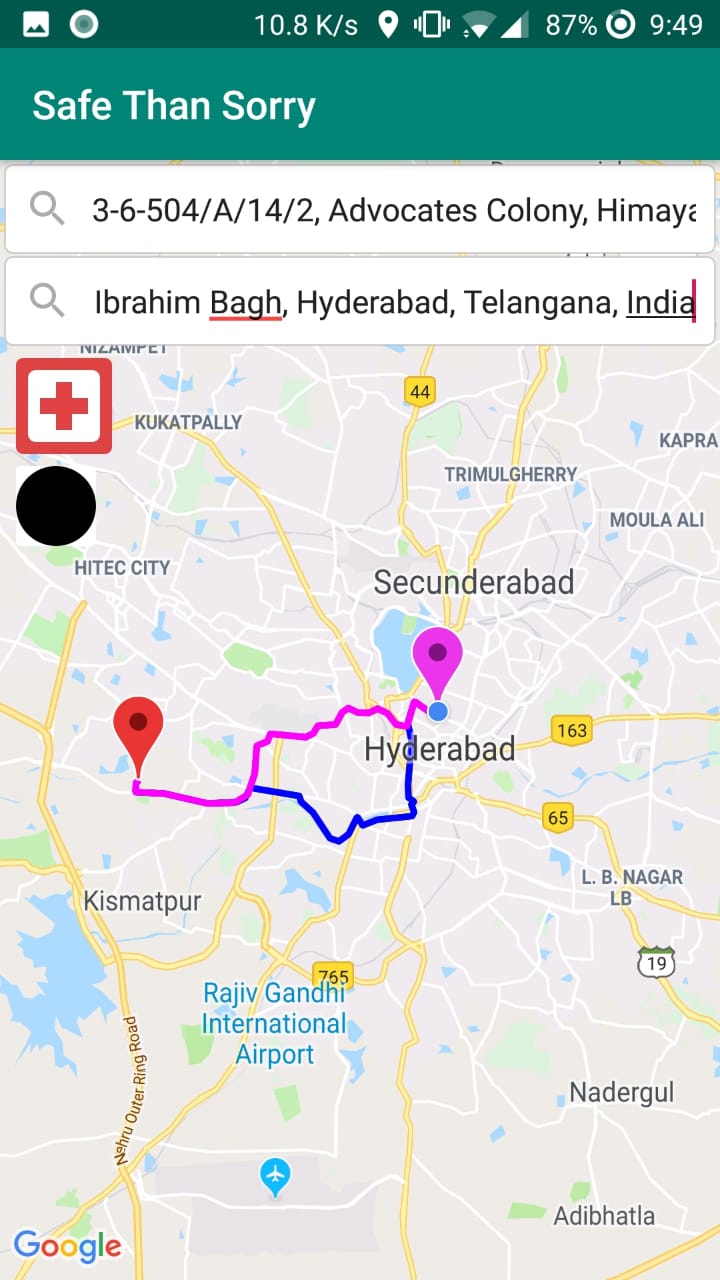 10.8 K/s 87% 9:49
Safe Than Sorry
3-6-504/A/14/2, Advocates Colony, Himaya
Ibrahim Bagh, Hyderabad, Telangana, India
NIZAMPET
44
KUKATPALLY
KAPRA
TRIMULGHERRY
MOULA ALI
HITEC CITY
Secunderabad
163
Hyderabad
65
L. B. NAGAR
LB
Kismatpur
19
765
Rajiv Gandhi
International
Airport
Nehru Outer Ring Road
Nadergul
Adibhatla
Google